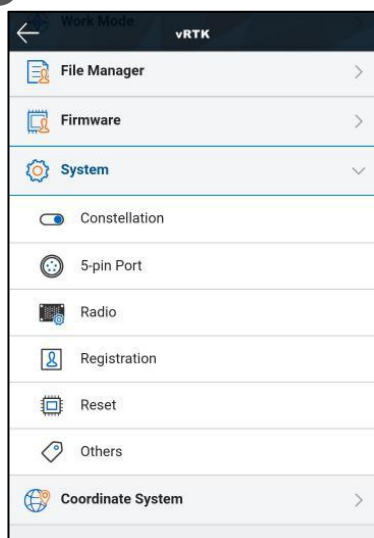 Work Mode
vRTK
File Manager
Firmware
System
Constellation
5-pin Port
Radio
Registration
Reset
Others
Coordinate System